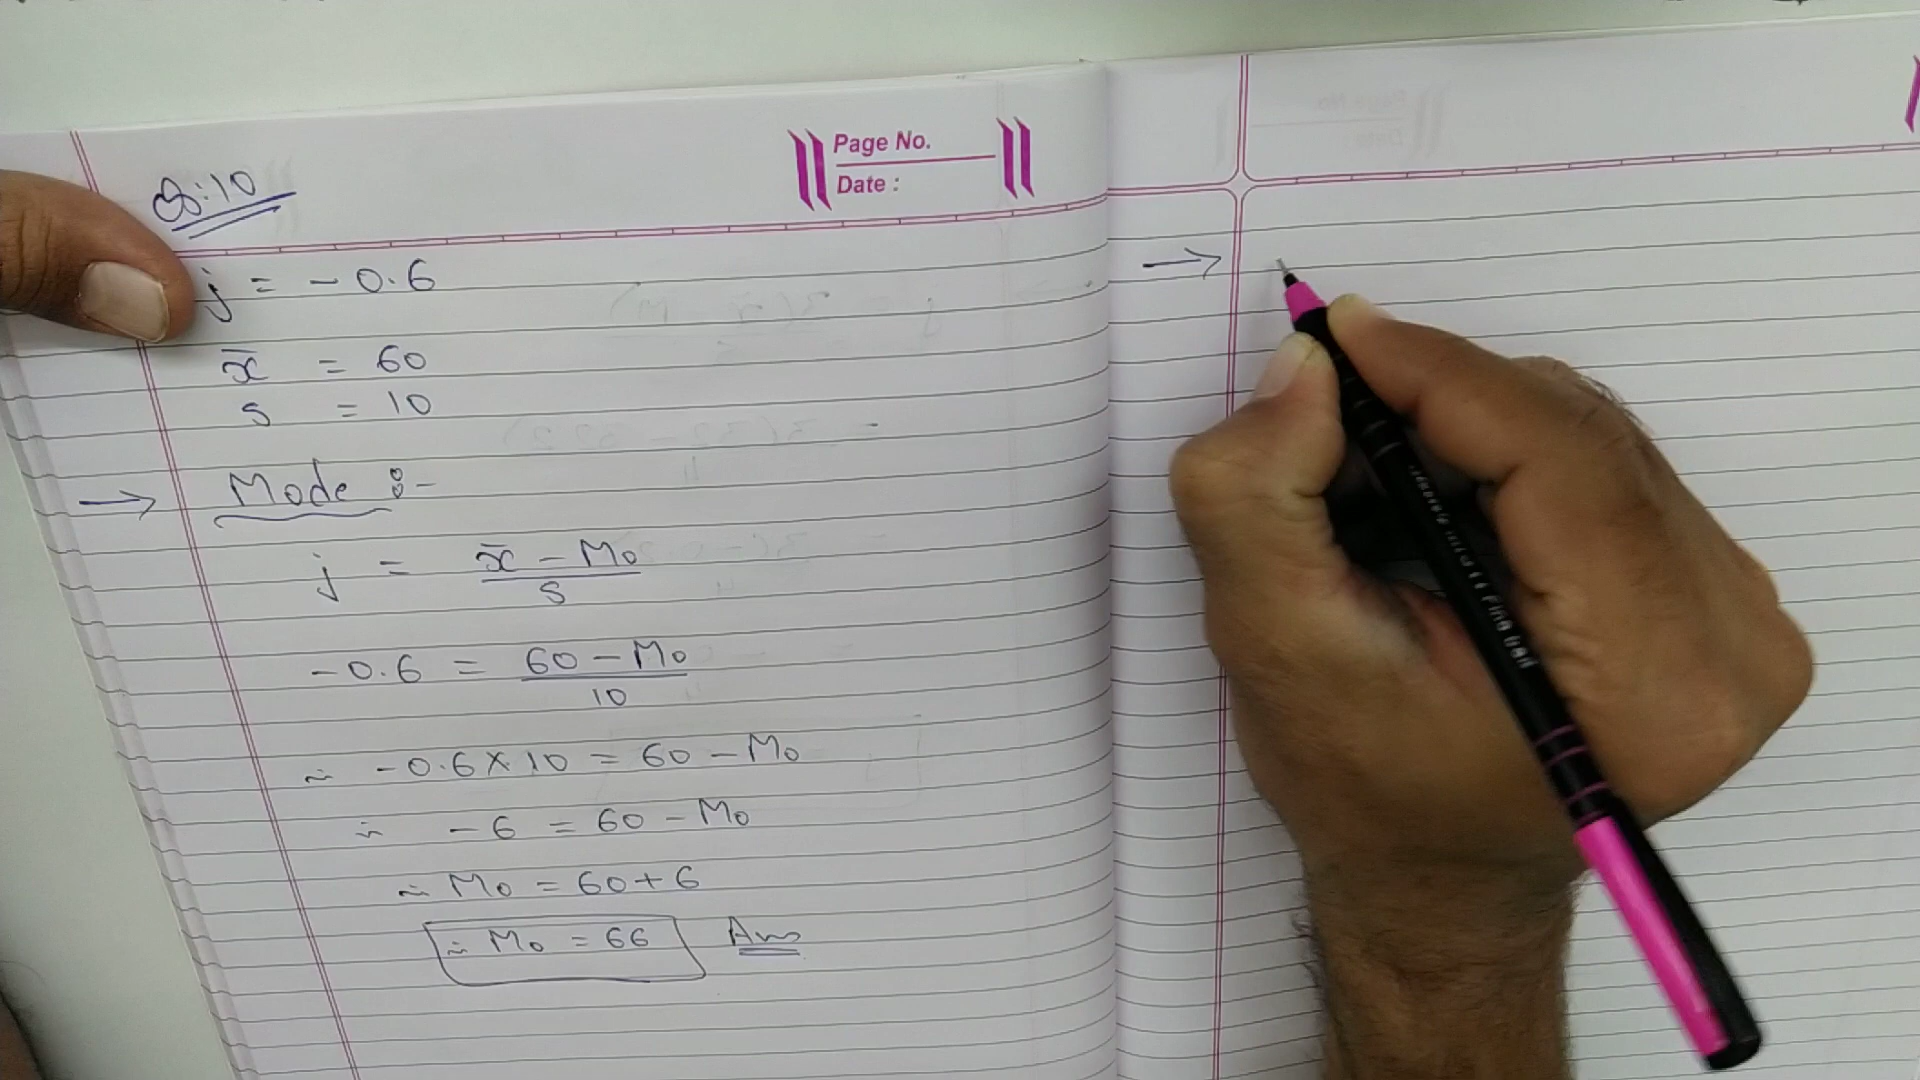 Page No.
Date :
Q:10
j = - 0.6
x̄ = 60
s = 10
→ Mode :-
j = x̄ - Mo / s
-0.6 = 60 - Mo / 10
∴ -0.6 × 10 = 60 - Mo
∴ -6 = 60 - Mo
∴ Mo = 60 + 6
∴ Mo = 66 Ans
→